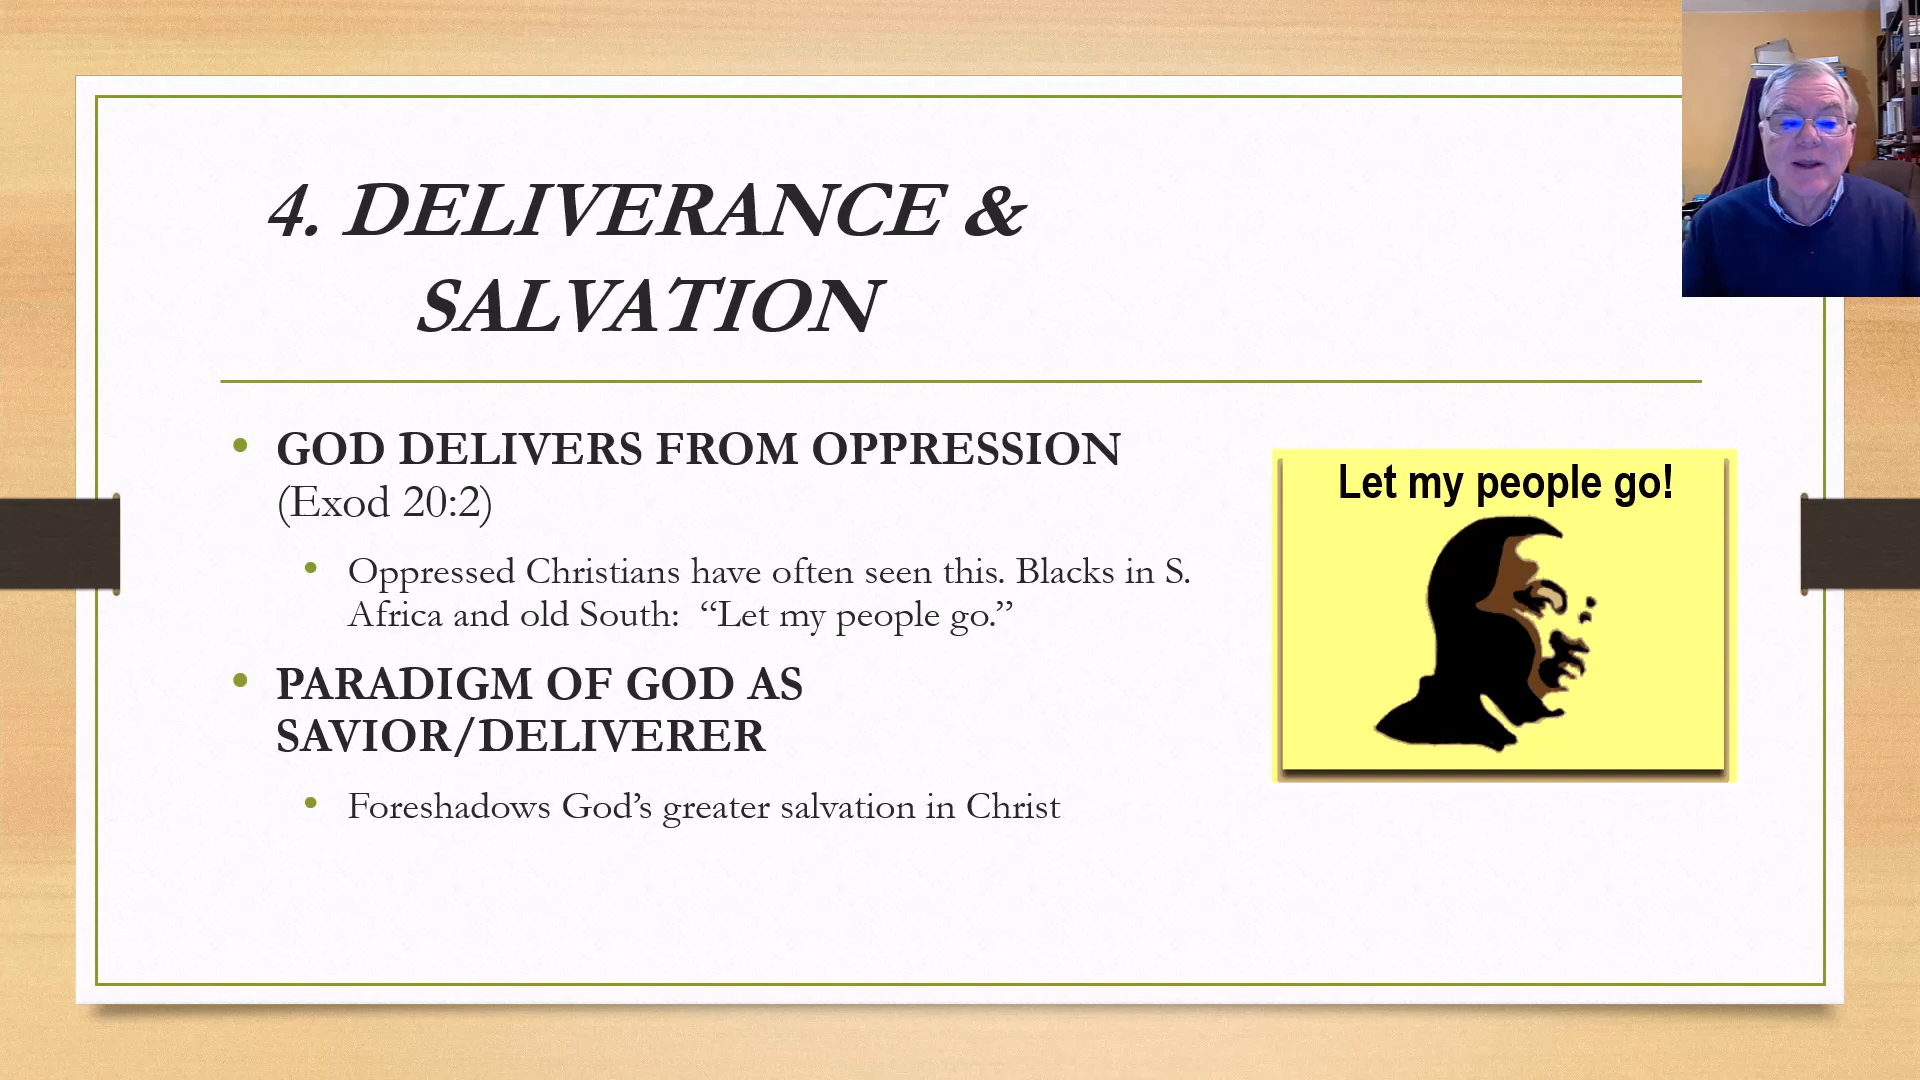 4. DELIVERANCE &
SALVATION
• GOD DELIVERS FROM OPPRESSION
(Exod 20:2)
• Oppressed Christians have often seen this. Blacks in S.
Africa and old South:  “Let my people go.”
• PARADIGM OF GOD AS
SAVIOR/DELIVERER
• Foreshadows God’s greater salvation in Christ
Let my people go!